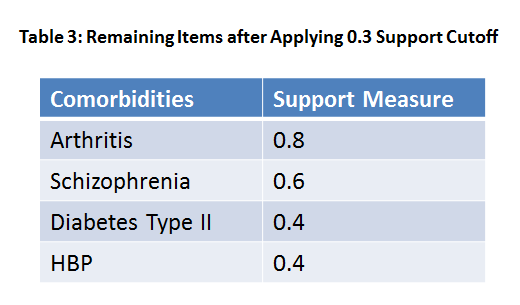 Table 3: Remaining Items after Applying 0.3 Support Cutoff
Comorbidities Support Measure
Arthritis 0.8
Schizophrenia 0.6
Diabetes Type II 0.4
HBP 0.4